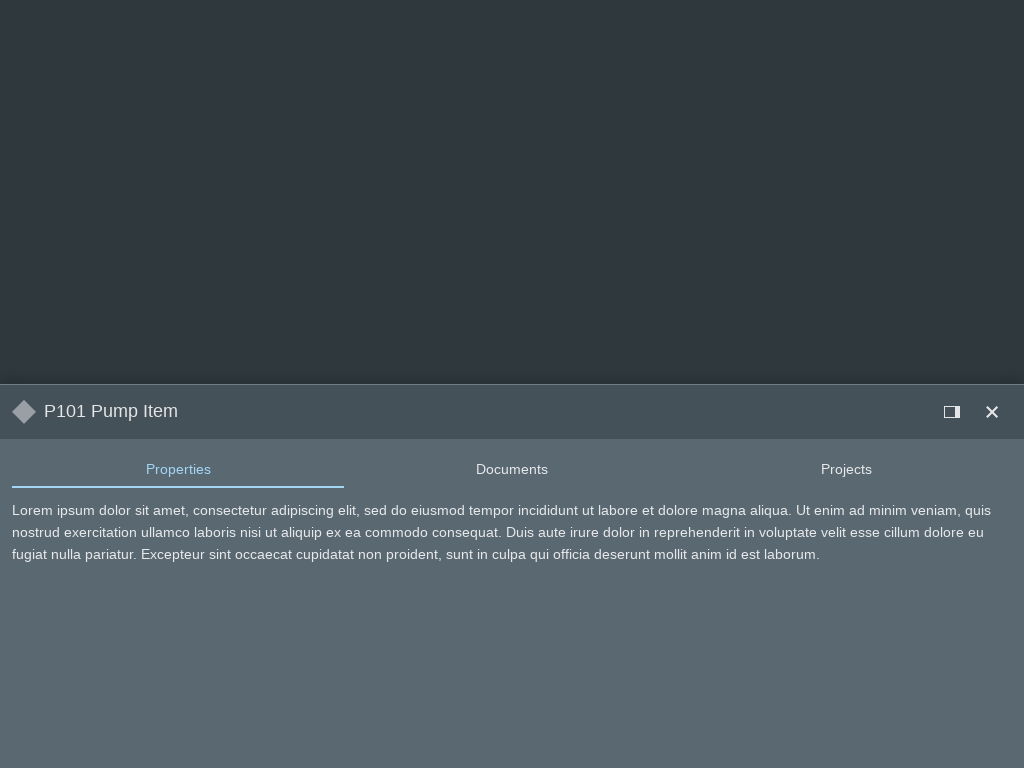 P101 Pump Item
Properties
Documents
Projects
Lorem ipsum dolor sit amet, consectetur adipiscing elit, sed do eiusmod tempor incididunt ut labore et dolore magna aliqua. Ut enim ad minim veniam, quis
nostrud exercitation ullamco laboris nisi ut aliquip ex ea commodo consequat. Duis aute irure dolor in reprehenderit in voluptate velit esse cillum dolore eu
fugiat nulla pariatur. Excepteur sint occaecat cupidatat non proident, sunt in culpa qui officia deserunt mollit anim id est laborum.